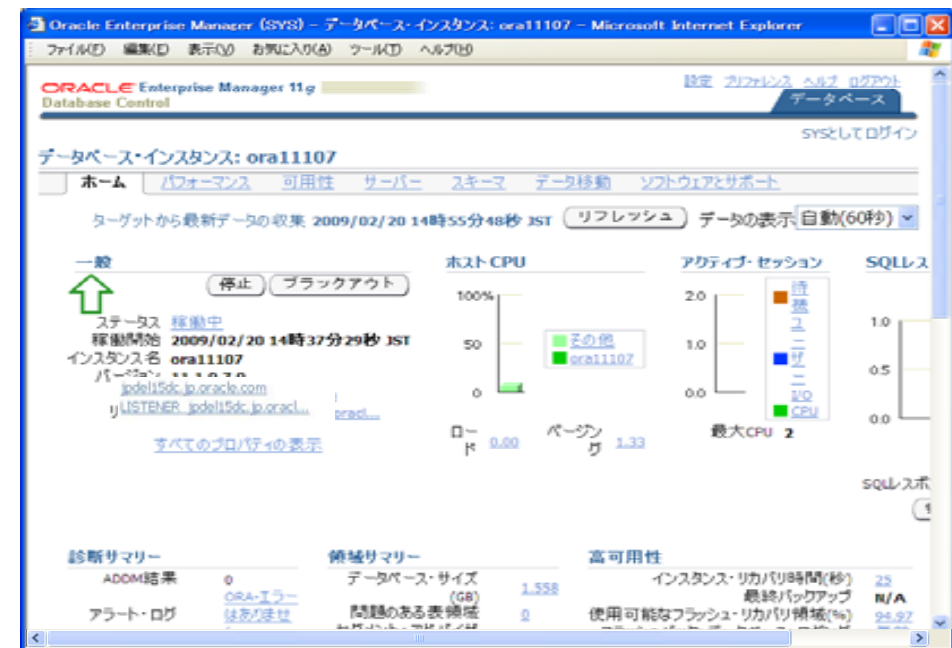 Oracle Enterprise Manager (SYS) - データベース・インスタンス: ora11107 - Microsoft Internet Explorer
ファイル(F) 編集(E) 表示(V) お気に入り(A) ツール(T) ヘルプ(H)
ORACLE Enterprise Manager 11g
Database Control
設定 プリファレンス ヘルプ ログアウト
データベース
SYSとしてログイン
データベース・インスタンス: ora11107
ホーム パフォーマンス 可用性 サーバー スキーマ データ移動 ソフトウェアとサポート
ターゲットから最新データの収集 2009/02/20 14時55分48秒 JST リフレッシュ データの表示 自動(60秒)
一般
停止 ブラックアウト
ステータス 稼働中
稼働開始 2009/02/20 14時37分29秒 JST
インスタンス名 ora11107
バージョン 11.1.0.7.0
jpdel15dc.jp.oracle.com
リ LISTENER_jpdel15dc.jp.oracl...
oracl...
すべてのプロパティの表示
ホスト CPU
100%
50
0
その他
ora11107
ロード 0.00 ページング 1.33
アクティブ・セッション
2.0
1.0
0.0
待機
ユーザーI/O
CPU
最大CPU 2
SQLレス
1.0
0.5
0.0
SQLレスポ
診断サマリー
ADDM結果 0
アラート・ログ ORA-エラー
はありませ
領域サマリー
データベース・サイズ
(GB) 1.558
問題のある表領域 0
高可用性
インスタンス・リカバリ時間(秒) 25
最終バックアップ N/A
使用可能なフラッシュ・リカバリ領域(%) 94.97